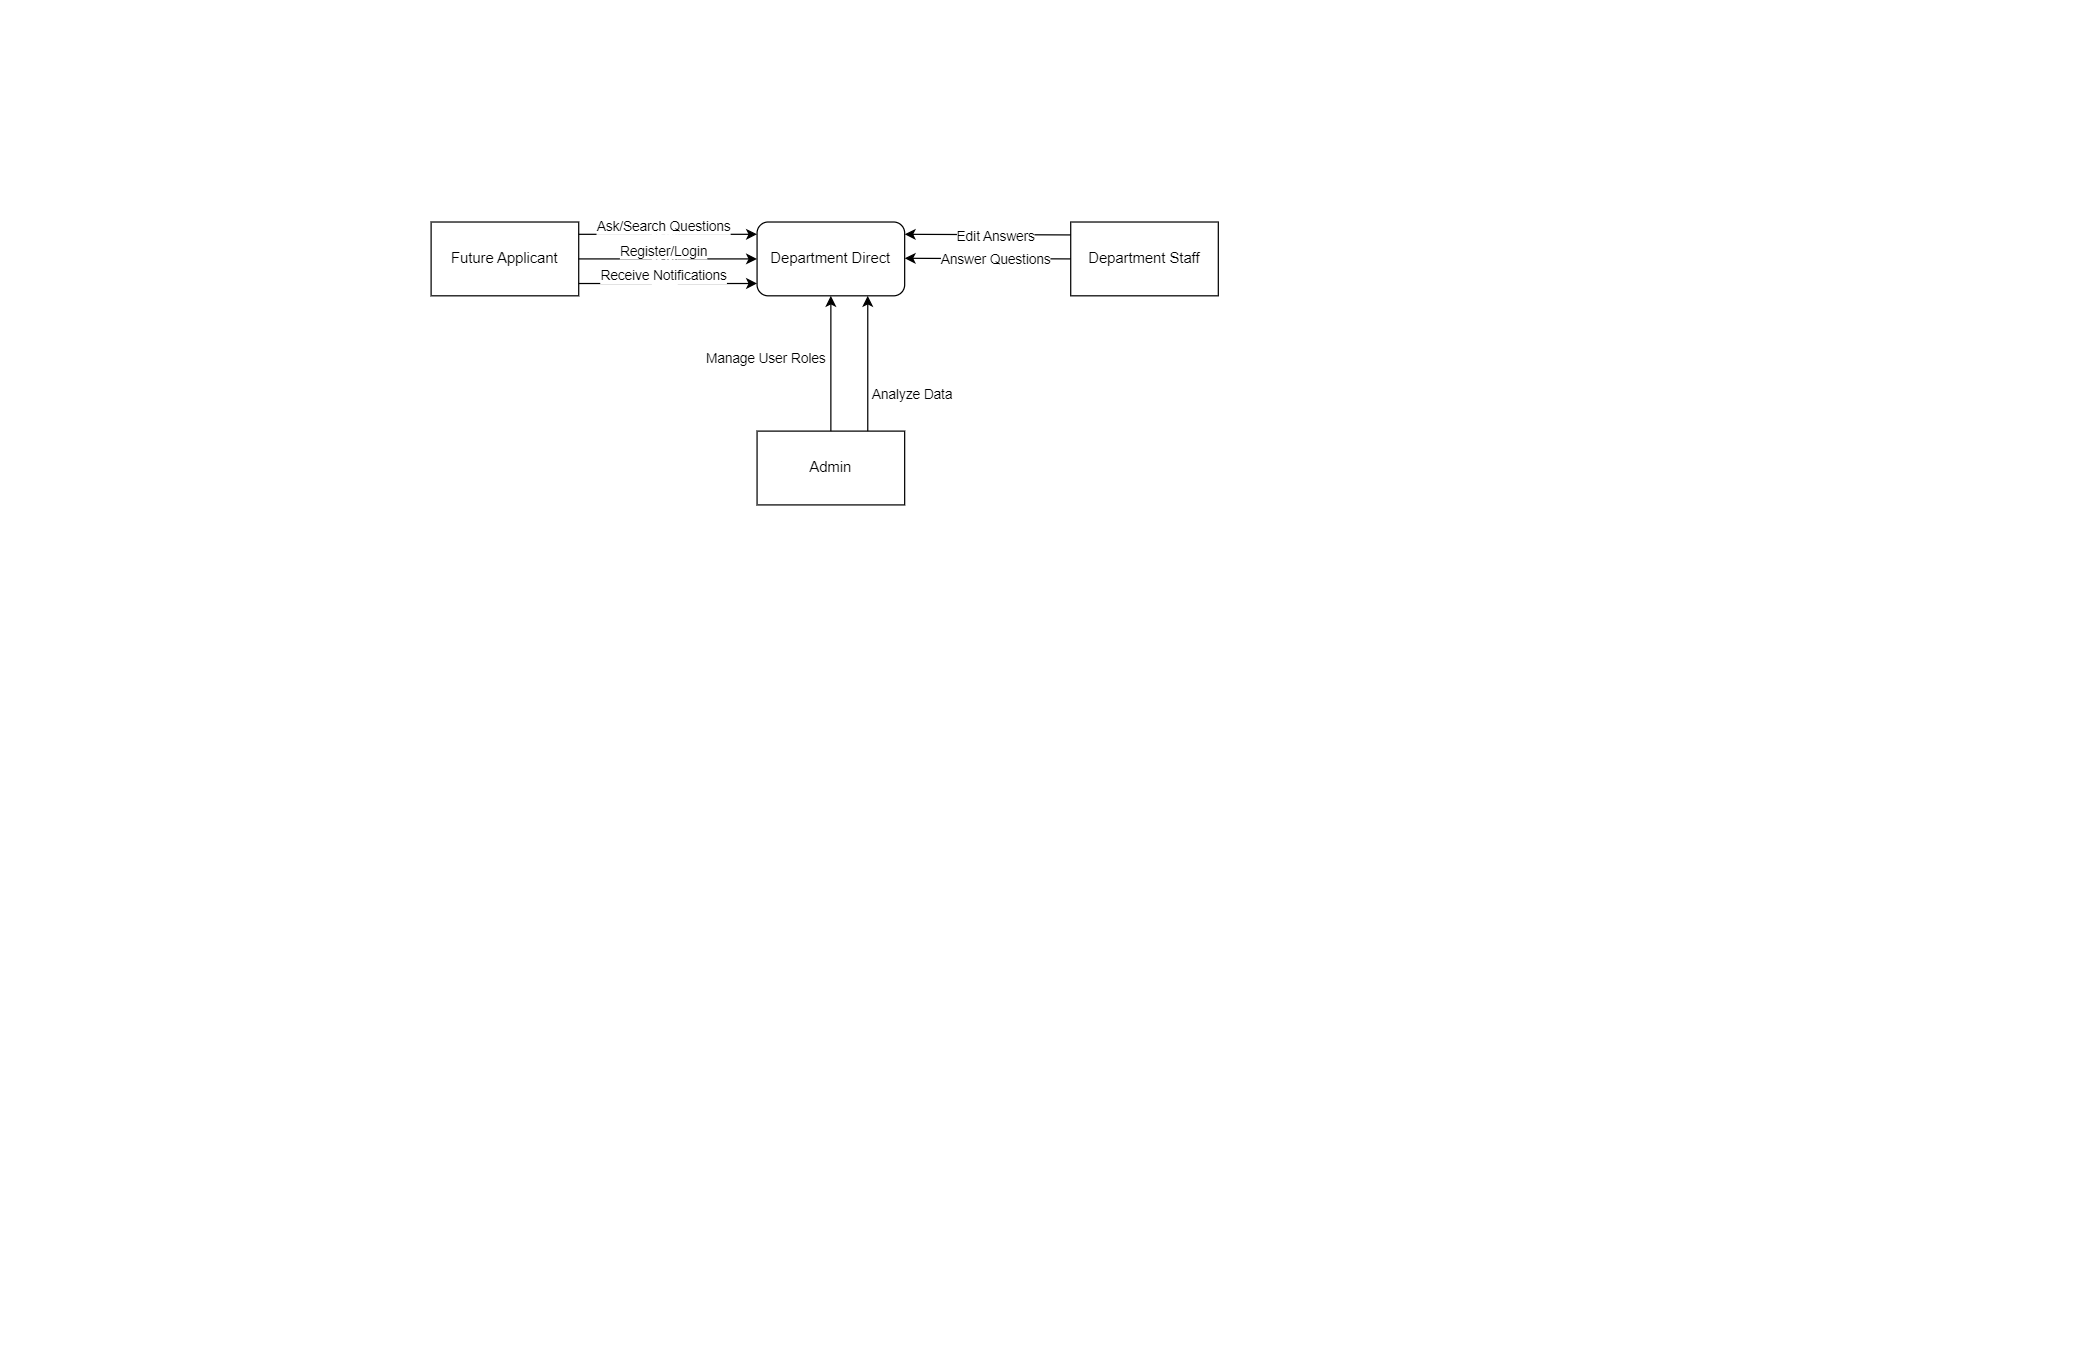 Ask/Search Questions
Register/Login
Receive Notifications
Future Applicant
Department Direct
Edit Answers
Answer Questions
Department Staff
Manage User Roles
Analyze Data
Admin